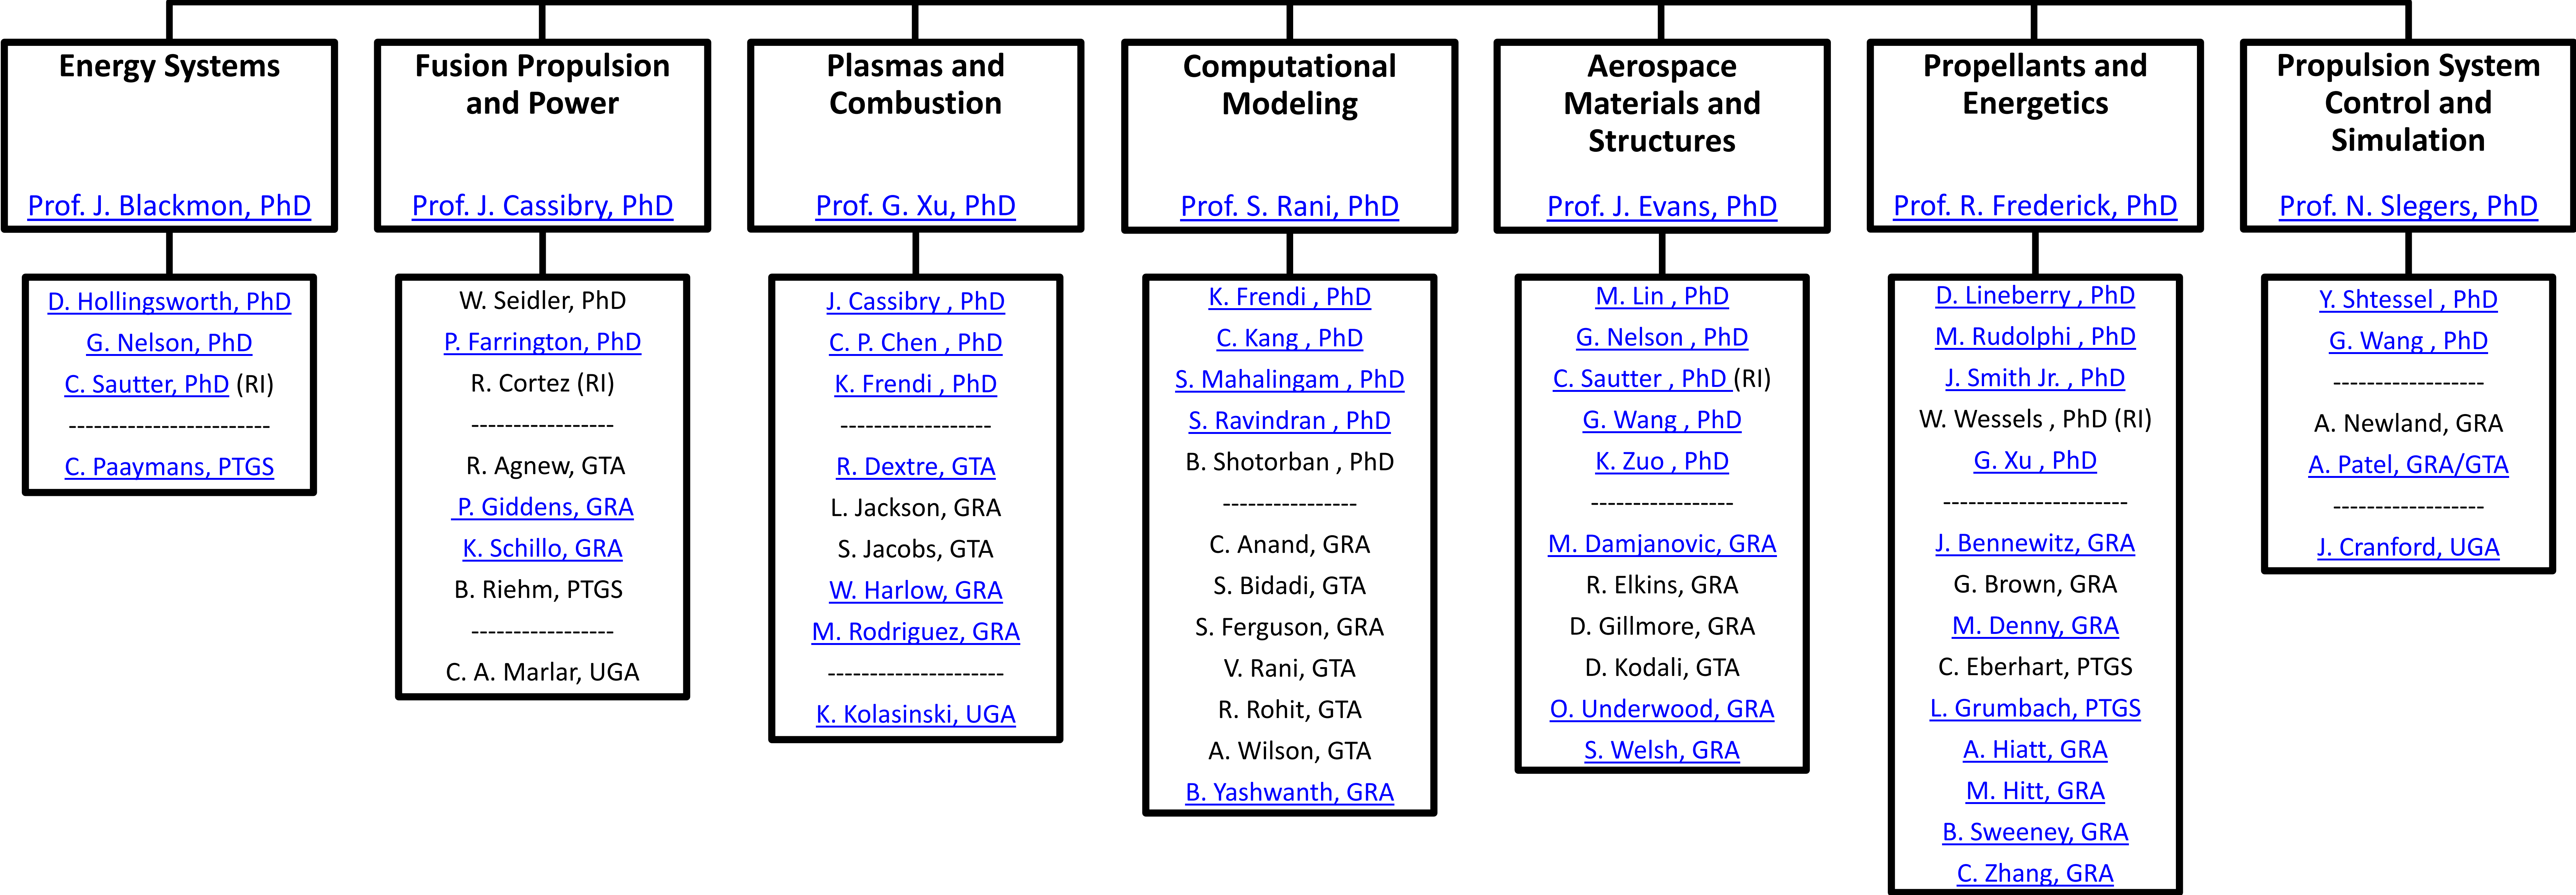 Energy Systems
Prof. J. Blackmon, PhD
D. Hollingsworth, PhD
G. Nelson, PhD
C. Sautter, PhD (RI)
------------------------
C. Paaymans, PTGS
Fusion Propulsion
and Power
Prof. J. Cassibry, PhD
W. Seidler, PhD
P. Farrington, PhD
R. Cortez (RI)
-----------------
R. Agnew, GTA
P. Giddens, GRA
K. Schillo, GRA
B. Riehm, PTGS
-----------------
C. A. Marlar, UGA
Plasmas and
Combustion
Prof. G. Xu, PhD
J. Cassibry , PhD
C. P. Chen , PhD
K. Frendi , PhD
------------------
R. Dextre, GTA
L. Jackson, GRA
S. Jacobs, GTA
W. Harlow, GRA
M. Rodriguez, GRA
---------------------
K. Kolasinski, UGA
Computational
Modeling
Prof. S. Rani, PhD
K. Frendi , PhD
C. Kang , PhD
S. Mahalingam , PhD
S. Ravindran , PhD
B. Shotorban , PhD
----------------
C. Anand, GRA
S. Bidadi, GTA
S. Ferguson, GRA
V. Rani, GTA
R. Rohit, GTA
A. Wilson, GTA
B. Yashwanth, GRA
Aerospace
Materials and
Structures
Prof. J. Evans, PhD
M. Lin , PhD
G. Nelson , PhD
C. Sautter , PhD (RI)
G. Wang , PhD
K. Zuo , PhD
-----------------
M. Damjanovic, GRA
R. Elkins, GRA
D. Gillmore, GRA
D. Kodali, GTA
O. Underwood, GRA
S. Welsh, GRA
Propellants and
Energetics
Prof. R. Frederick, PhD
D. Lineberry , PhD
M. Rudolphi , PhD
J. Smith Jr. , PhD
W. Wessels , PhD (RI)
G. Xu , PhD
----------------------
J. Bennewitz, GRA
G. Brown, GRA
M. Denny, GRA
C. Eberhart, PTGS
L. Grumbach, PTGS
A. Hiatt, GRA
M. Hitt, GRA
B. Sweeney, GRA
C. Zhang, GRA
Propulsion System
Control and
Simulation
Prof. N. Slegers, PhD
Y. Shtessel , PhD
G. Wang , PhD
------------------
A. Newland, GRA
A. Patel, GRA/GTA
------------------
J. Cranford, UGA